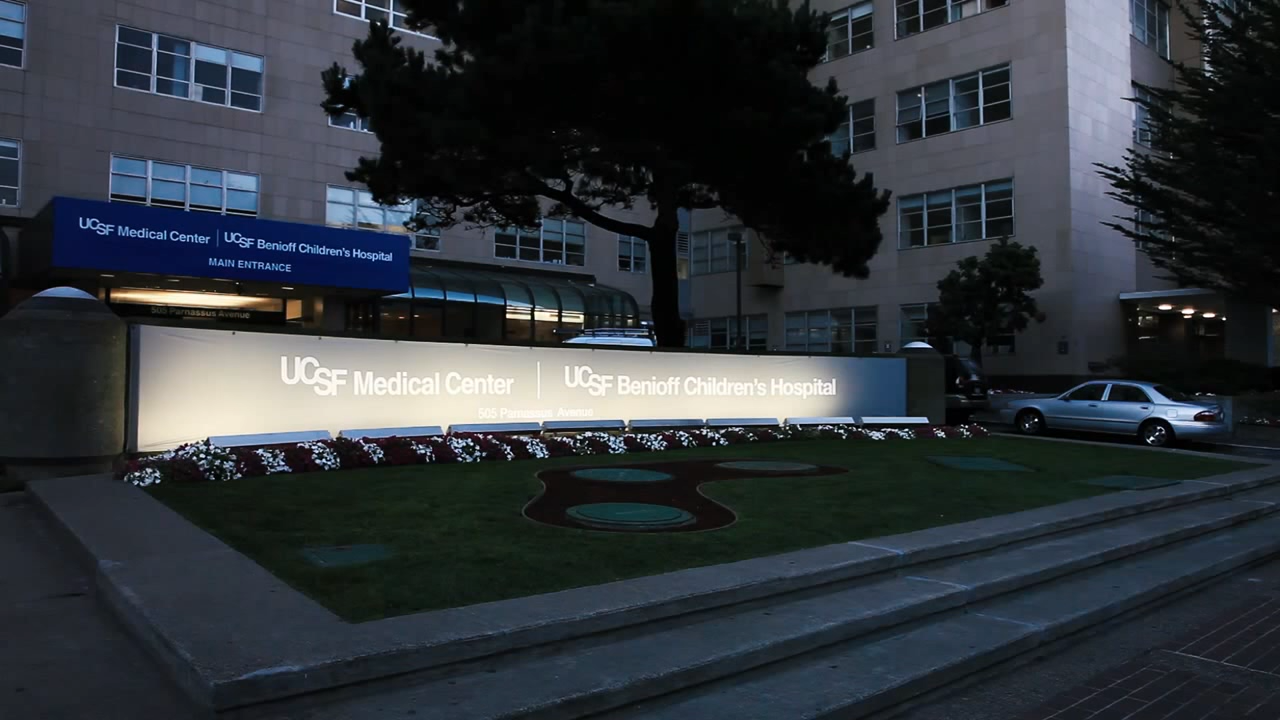 UCSF Medical Center | UCSF Benioff Children's Hospital
MAIN ENTRANCE
505 Parnassus Avenue
UCSF Medical Center | UCSF Benioff Children's Hospital
505 Parnassus Avenue